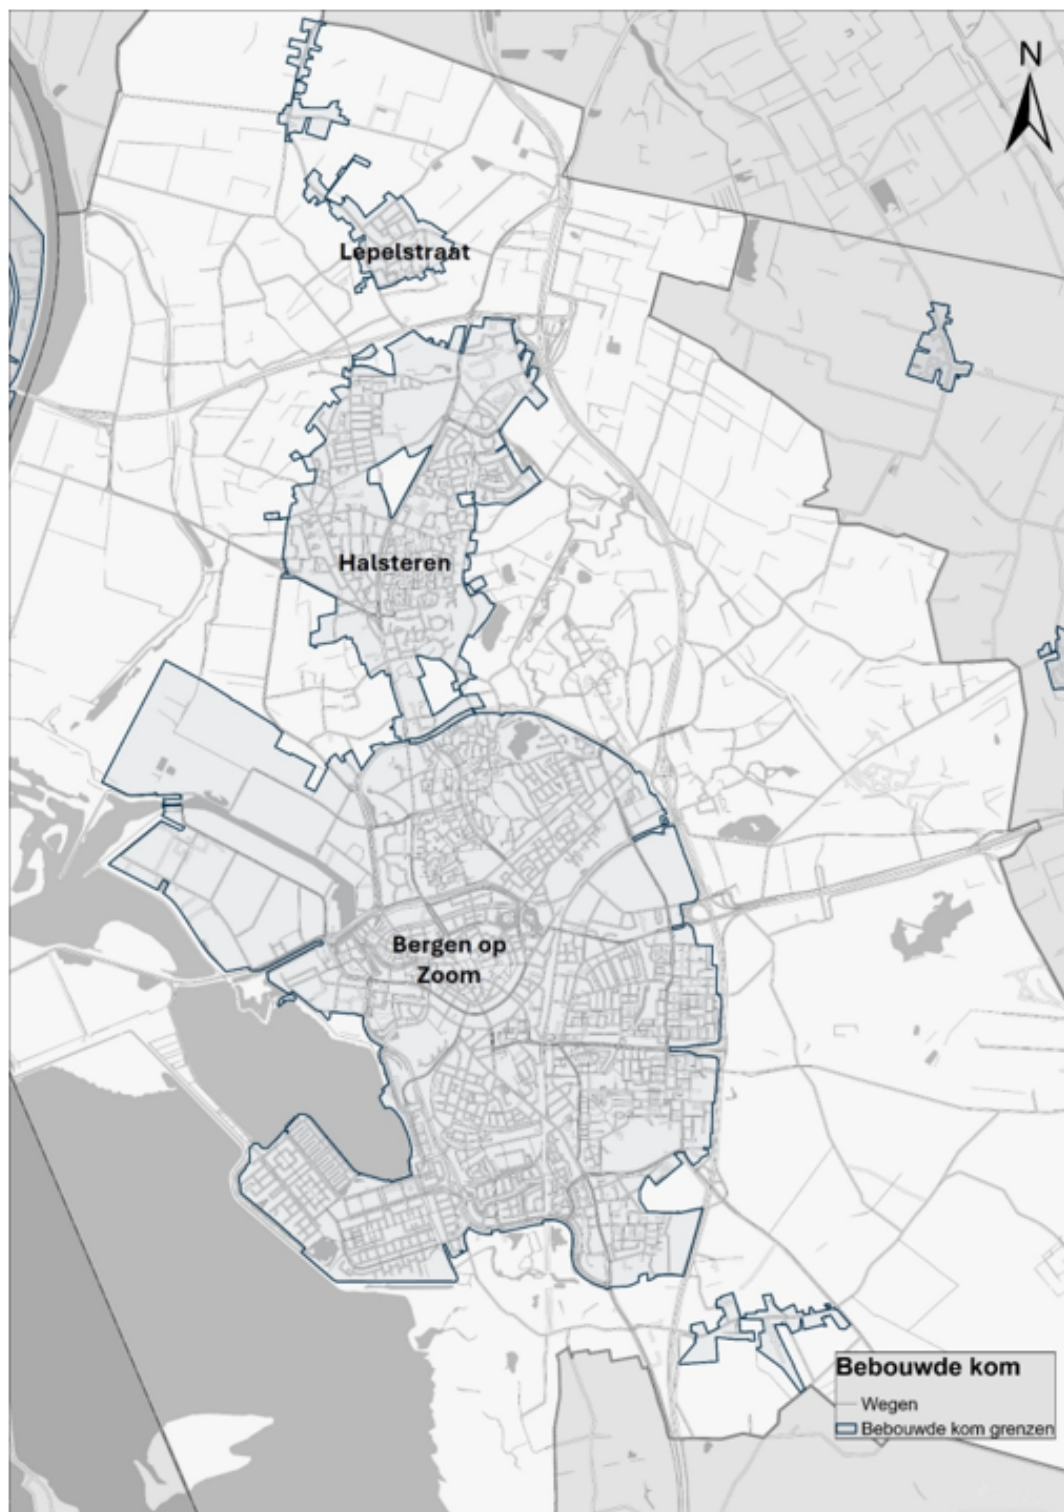 N
Lepelstraat
Halsteren
Bergen op
Zoom
Bebouwde kom
Wegen
Bebouwde kom grenzen